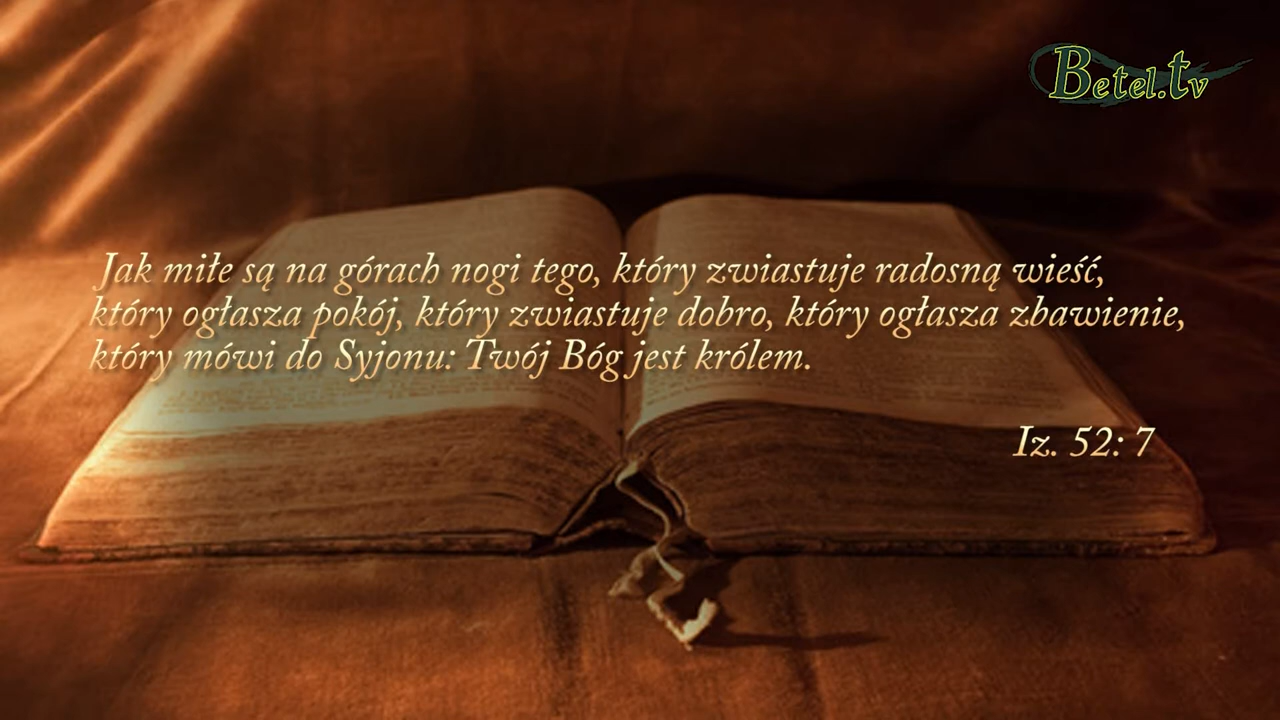 Betel.tv
Jak miłe są na górach nogi tego, który zwiastuje radosną wieść,
który ogłasza pokój, który zwiastuje dobro, który ogłasza zbawienie,
który mówi do Syjonu: Twój Bóg jest królem.
Iz. 52: 7